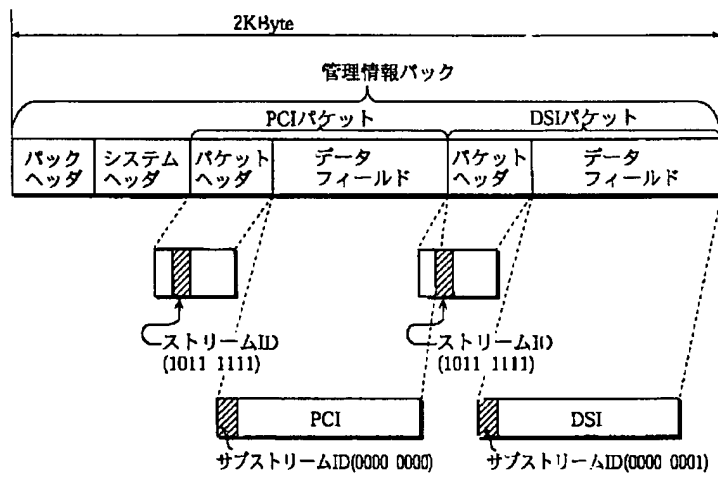 2KByte
管理情報パック
PCIパケット
DSIパケット
パック
ヘッダ
システム
ヘッダ
パケット
ヘッダ
データ
フィールド
パケット
ヘッダ
データ
フィールド
ストリームID
(1011 1111)
ストリームID
(1011 1111)
PCI
DSI
サブストリームID(0000 0000)
サブストリームID(0000 0001)